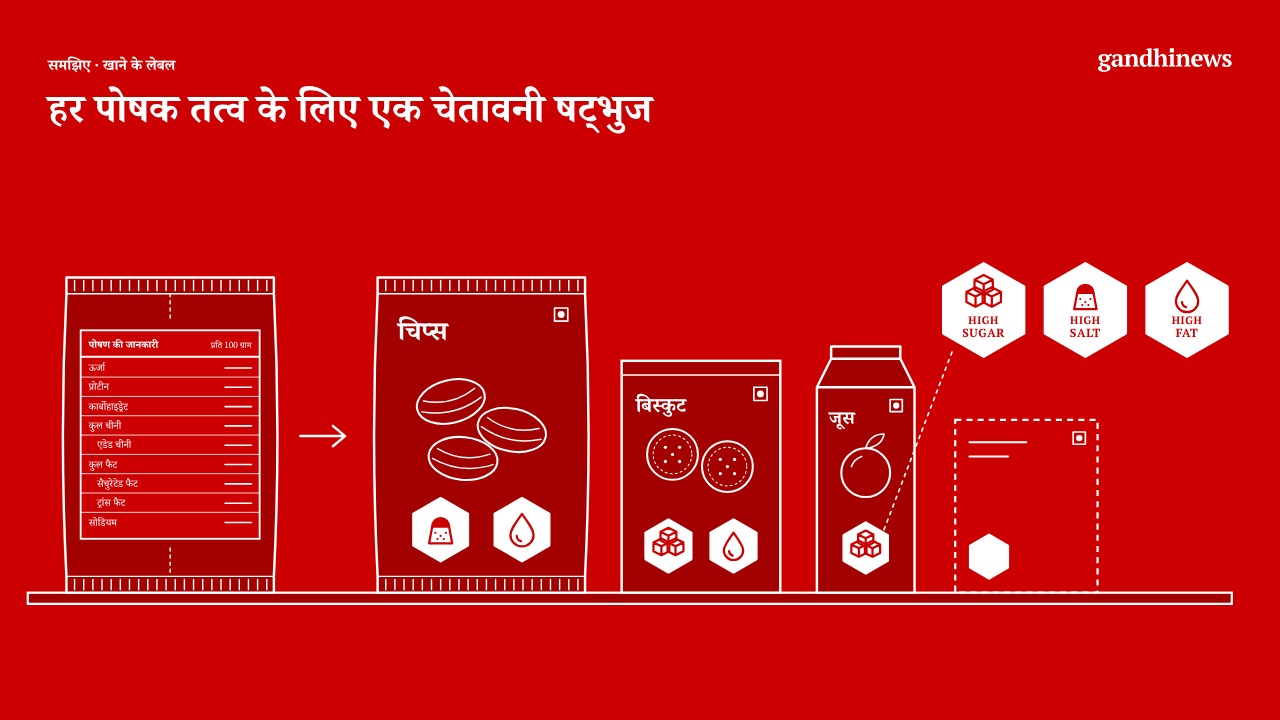 समझिए · खाने के लेबल
gandhinews
हर पोषक तत्व के लिए एक चेतावनी षट्भुज
पोषण की जानकारी प्रति 100 ग्राम
ऊर्जा
प्रोटीन
कार्बोहाइड्रेट
कुल चीनी
एडेड चीनी
कुल फैट
सैचुरेटेड फैट
ट्रांस फैट
सोडियम
चिप्स
बिस्कुट
जूस
HIGH
SUGAR
HIGH
SALT
HIGH
FAT